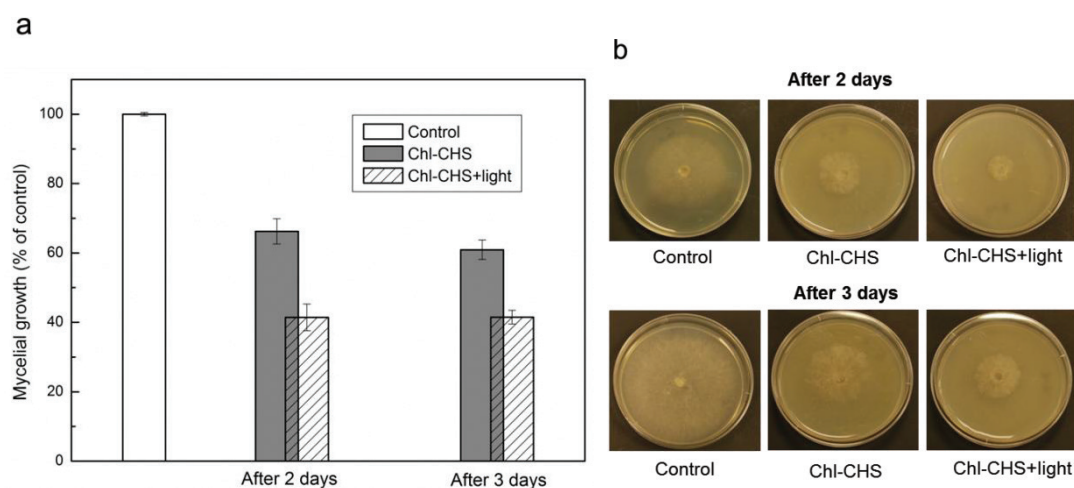 a
Mycelial growth (% of control)
100
80
60
40
20
0
Control
Chl-CHS
Chl-CHS+light
After 2 days
After 3 days
b
After 2 days
Control
Chl-CHS
Chl-CHS+light
After 3 days
Control
Chl-CHS
Chl-CHS+light